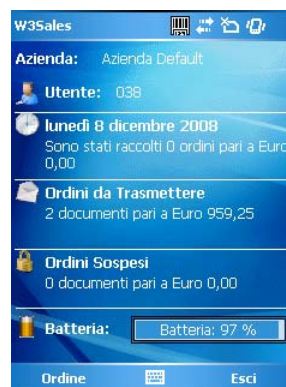 W3Sales
Azienda: Azienda Default
Utente: 038
lunedì 8 dicembre 2008
Sono stati raccolti 0 ordini pari a Euro
0,00
Ordini da Trasmettere
2 documenti pari a Euro 959,25
Ordini Sospesi
0 documenti pari a Euro 0,00
Batteria: Batteria: 97 %
Ordine Esci